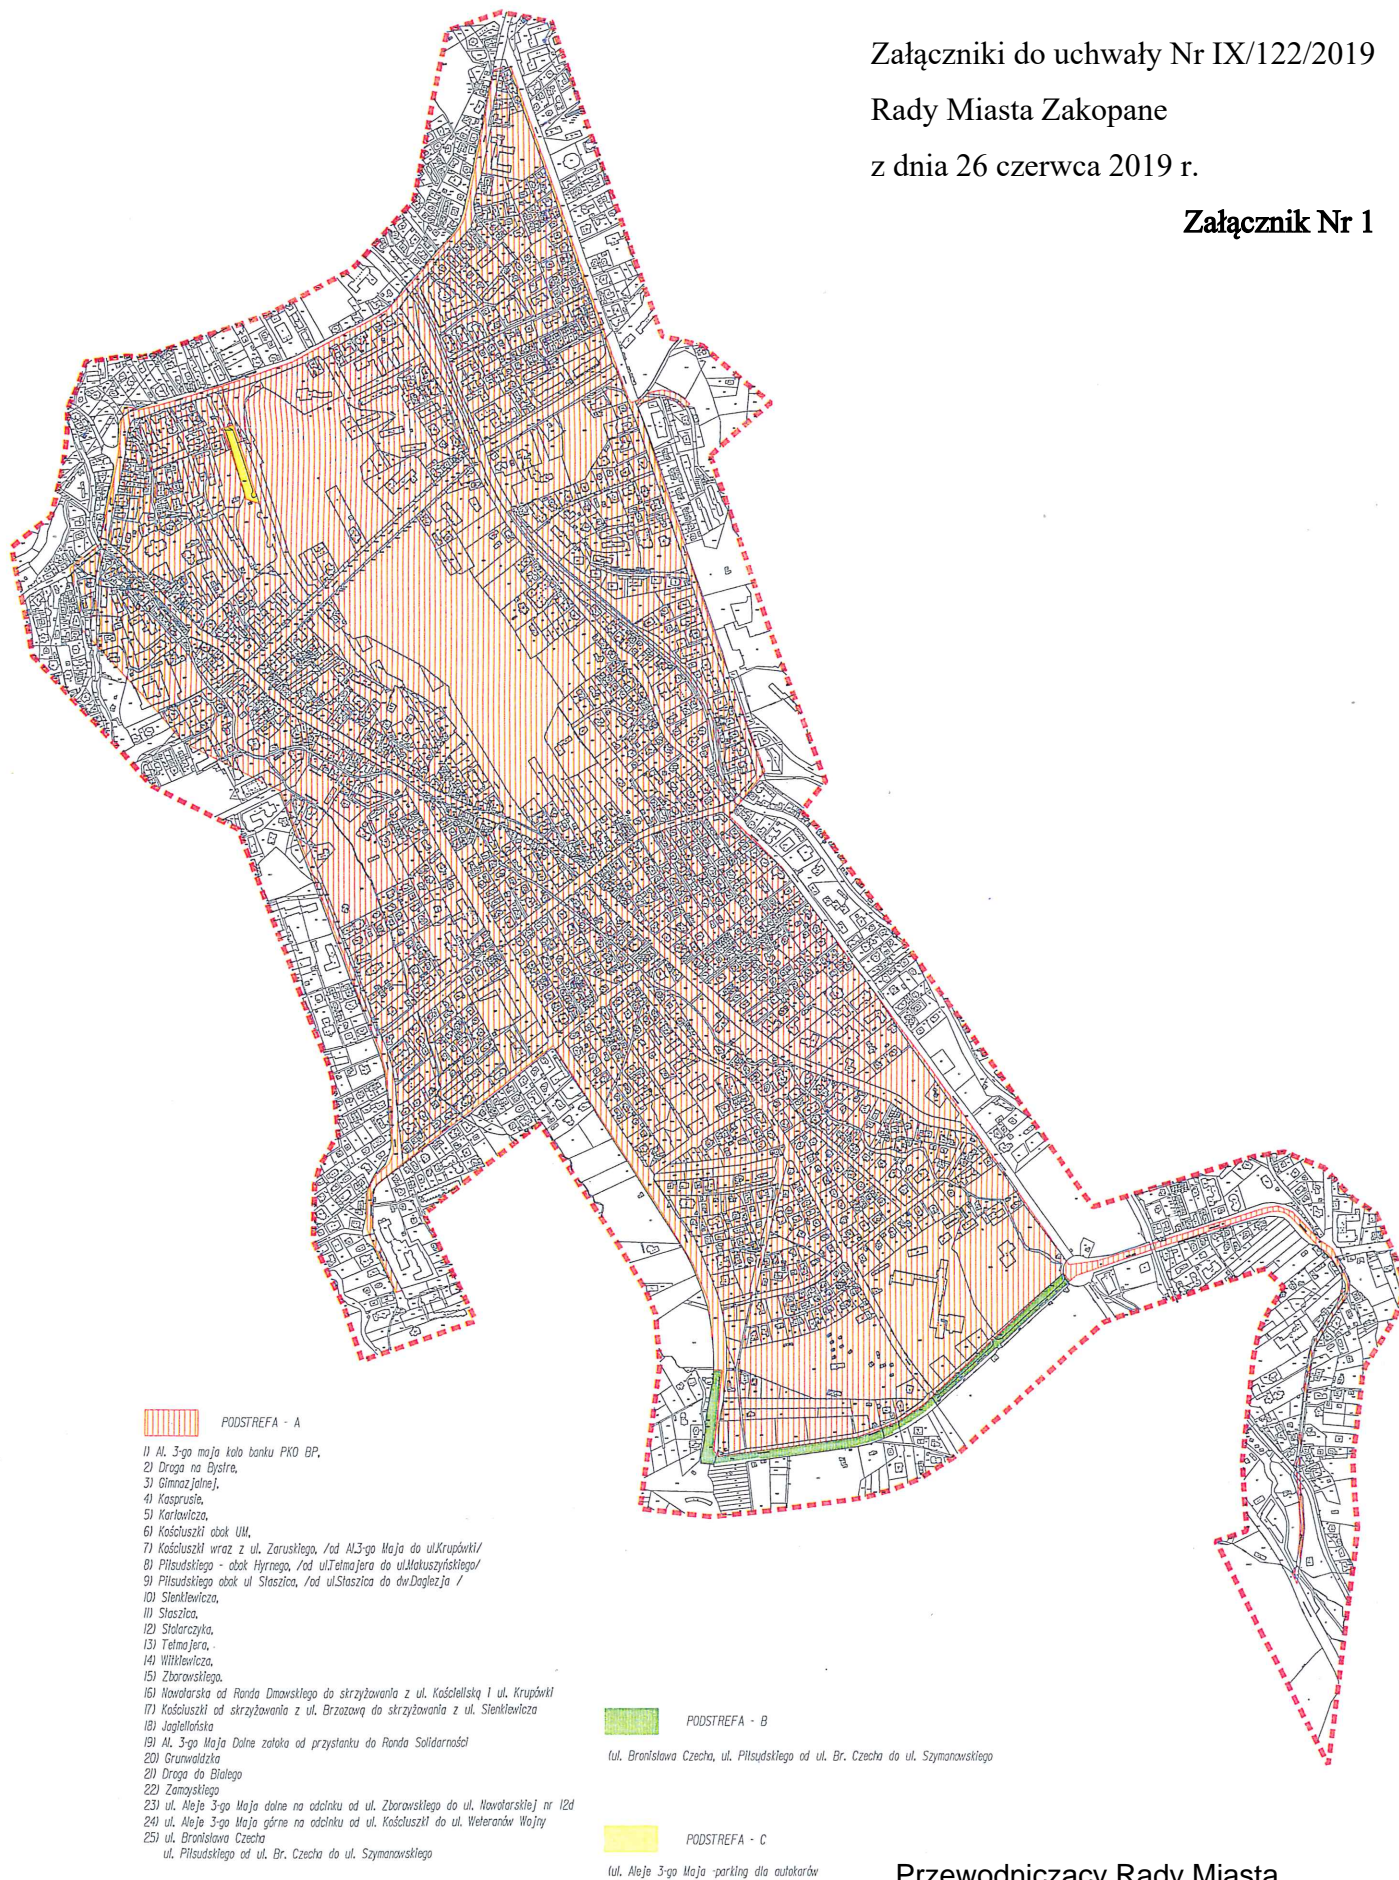 Załączniki do uchwały Nr IX/122/2019
Rady Miasta Zakopane
z dnia 26 czerwca 2019 r.
Załącznik Nr 1
PODSTREFA - A
1) Al. 3-go maja koło banku PKO BP,
2) Droga na Bystre,
3) Gimnazjalnej,
4) Kasprusie,
5) Karłowicza,
6) Kościuszki obok UM,
7) Kościuszki wraz z ul. Zaruskiego, /od Al.3-go Maja do ul.Krupówki/
8) Piłsudskiego - obok Hyrnego, /od ul.Tetmajera do ul.Makuszyńskiego/
9) Piłsudskiego obok ul Staszica, /od ul.Staszica do dw.Daglezja /
10) Sienkiewicza,
11) Staszica,
12) Stolarczyka,
13) Tetmajera,
14) Witkiewicza,
15) Zborowskiego.
16) Nowotarska od Ronda Dmowskiego do skrzyżowania z ul. Kościeliską i ul. Krupówki
17) Kościuszki od skrzyżowania z ul. Brzozową do skrzyżowania z ul. Sienkiewicza
18) Jagiellońska
19) Al. 3-go Maja Dolne zatoka od przystanku do Ronda Solidarności
20) Grunwaldzka
21) Droga do Białego
22) Zamoyskiego
23) ul. Aleje 3-go Maja dolne na odcinku od ul. Zborowskiego do ul. Nowotarskiej nr 12d
24) ul. Aleje 3-go Maja górne na odcinku od ul. Kościuszki do ul. Weteranów Wojny
25) ul. Bronisława Czecha
ul. Piłsudskiego od ul. Br. Czecha do ul. Szymanowskiego
PODSTREFA - B
(ul. Bronisława Czecha, ul. Piłsudskiego od ul. Br. Czecha do ul. Szymanowskiego
PODSTREFA - C
(ul. Aleje 3-go Maja -parking dla autokarów
Przewodniczący Rady Miasta